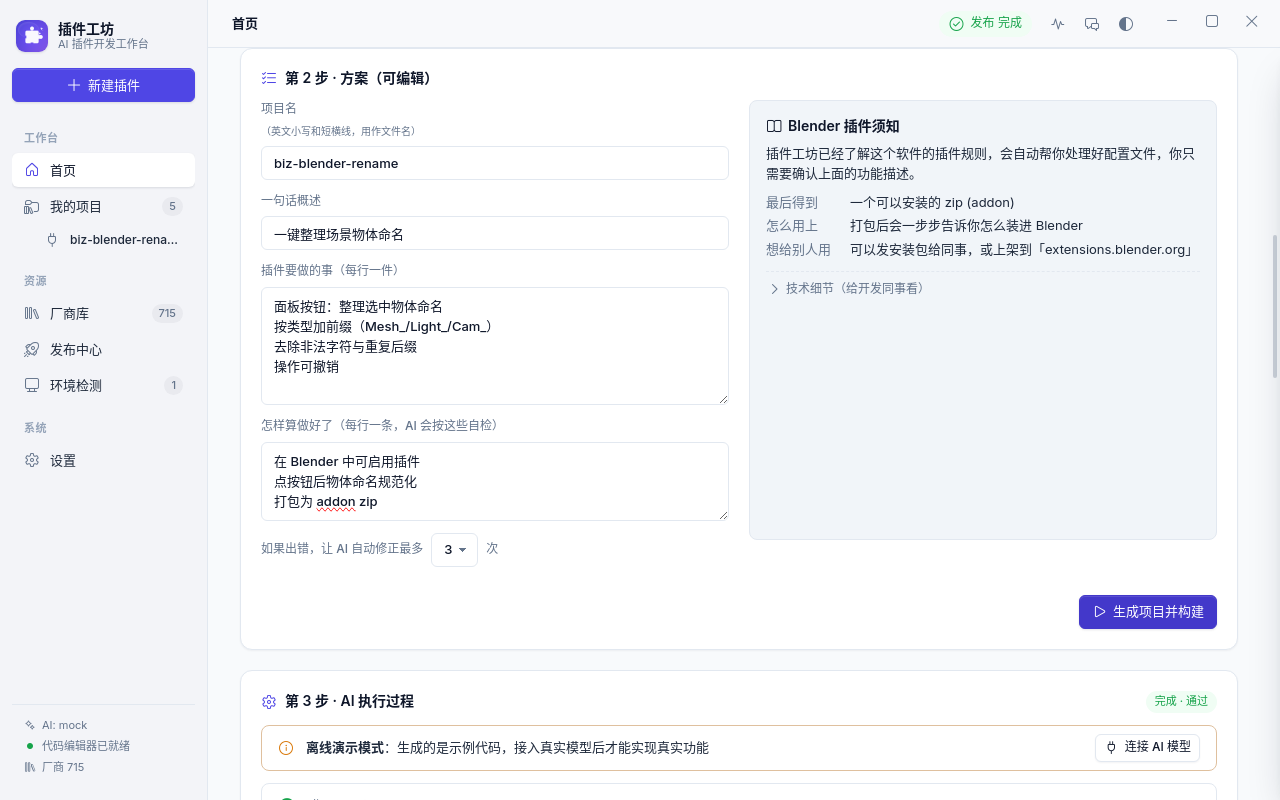 插件工坊
AI 插件开发工作台
新建插件
工作台
首页
我的项目 5
biz-blender-rena...
资源
厂商库 715
发布中心
环境检测 1
系统
设置
AI: mock
代码编辑器已就绪
厂商 715
首页
发布 完成
第 2 步 · 方案（可编辑）
项目名
（英文小写和短横线，用作文件名）
biz-blender-rename
一句话概述
一键整理场景物体命名
插件要做的事（每行一件）
面板按钮：整理选中物体命名
按类型加前缀（Mesh_/Light_/Cam_）
去除非法字符与重复后缀
操作可撤销
怎样算做好了（每行一条，AI 会按这些自检）
在 Blender 中可启用插件
点按钮后物体命名规范化
打包为 addon zip
如果出错，让 AI 自动修正最多 3 次
Blender 插件须知
插件工坊已经了解这个软件的插件规则，会自动帮你处理好配置文件，你只
需要确认上面的功能描述。
最后得到 一个可以安装的 zip (addon)
怎么用上 打包后会一步步告诉你怎么装进 Blender
想给别人用 可以发安装包给同事，或上架到「extensions.blender.org」
技术细节（给开发同事看）
生成项目并构建
第 3 步 · AI 执行过程
完成 · 通过
离线演示模式：生成的是示例代码，接入真实模型后才能实现真实功能
连接 AI 模型